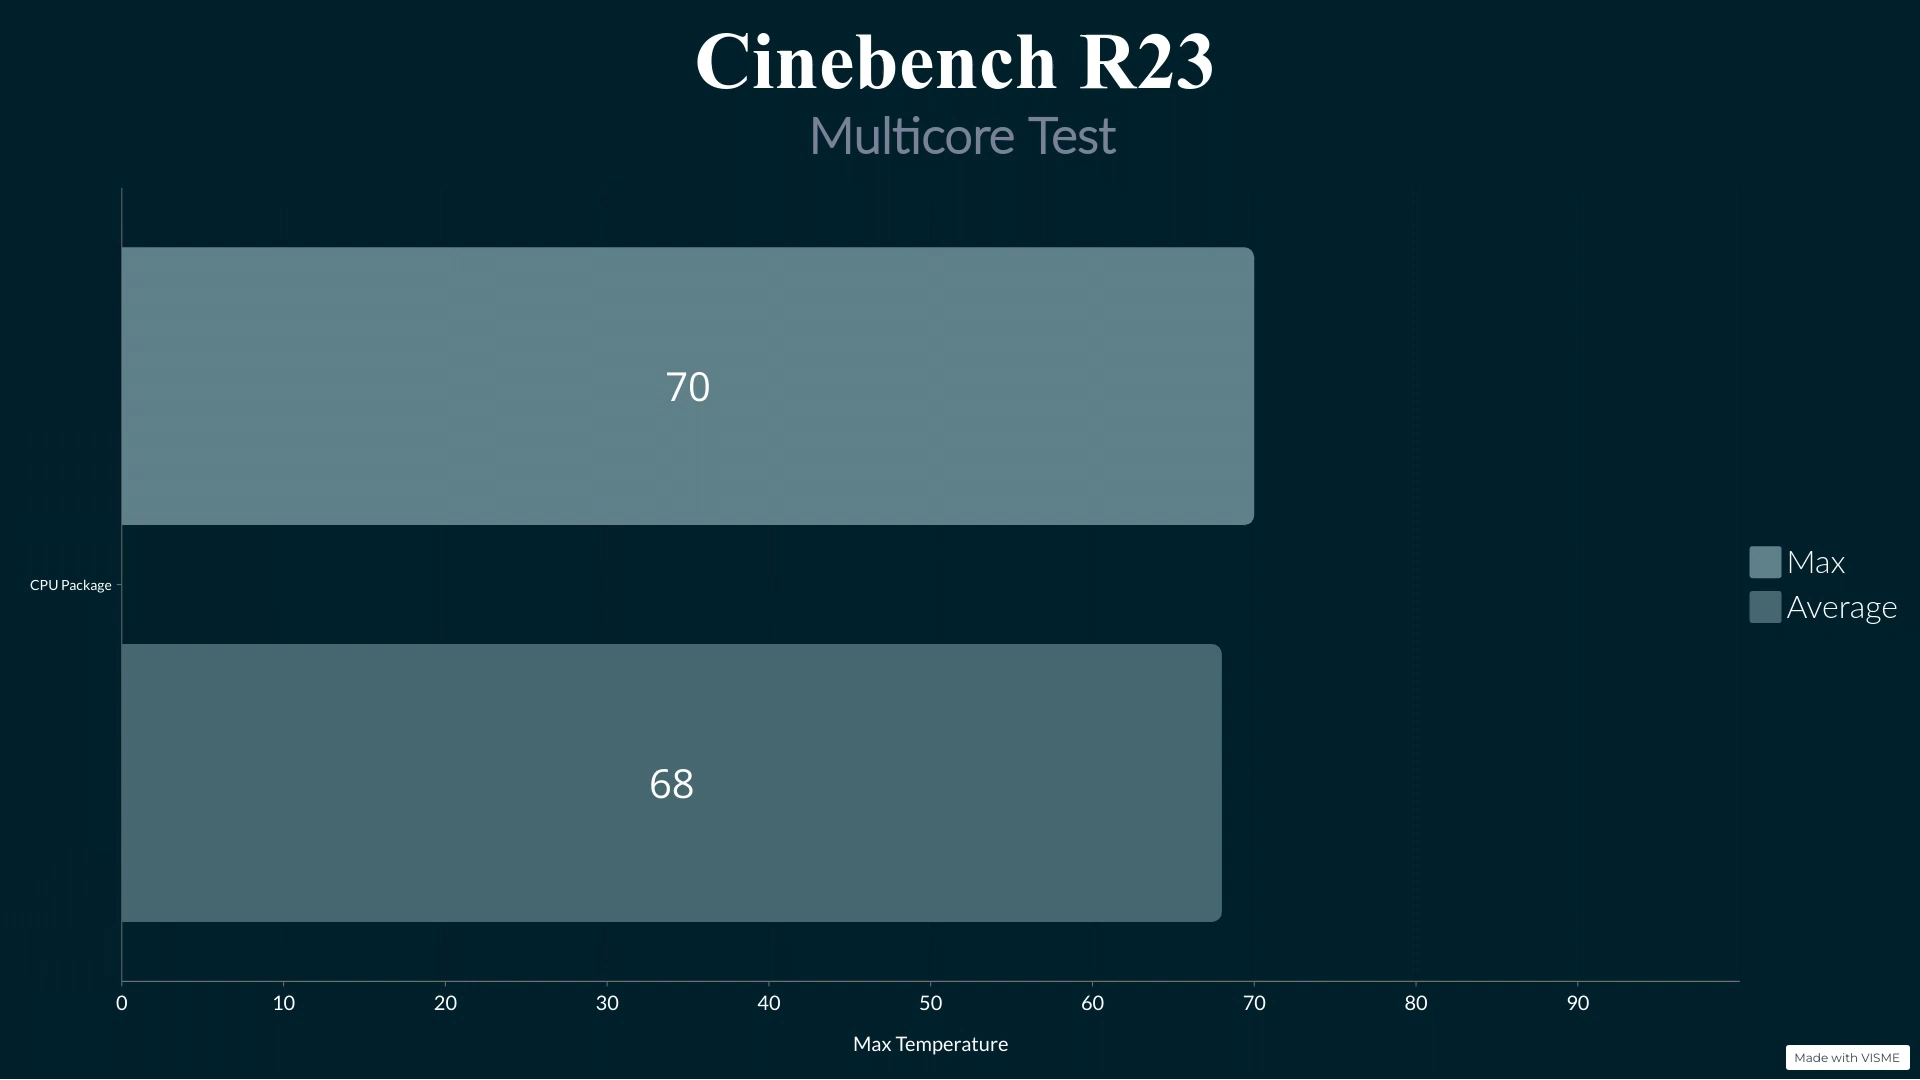 Cinebench R23
Multicore Test
70
CPU Package
68
Max
Average
0 10 20 30 40 50 60 70 80 90
Max Temperature
Made with VISME